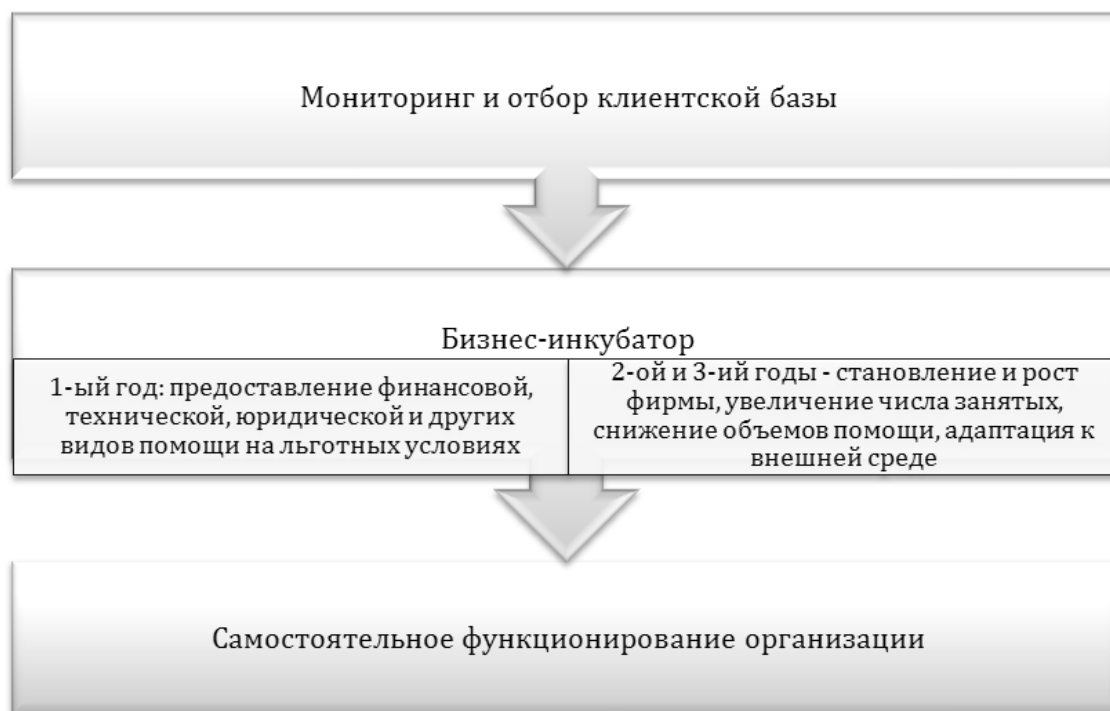 Мониторинг и отбор клиентской базы
Бизнес-инкубатор
1-ый год: предоставление финансовой,
технической, юридической и других
видов помощи на льготных условиях
2-ой и 3-ий годы - становление и рост
фирмы, увеличение числа занятых,
снижение объемов помощи, адаптация к
внешней среде
Самостоятельное функционирование организации